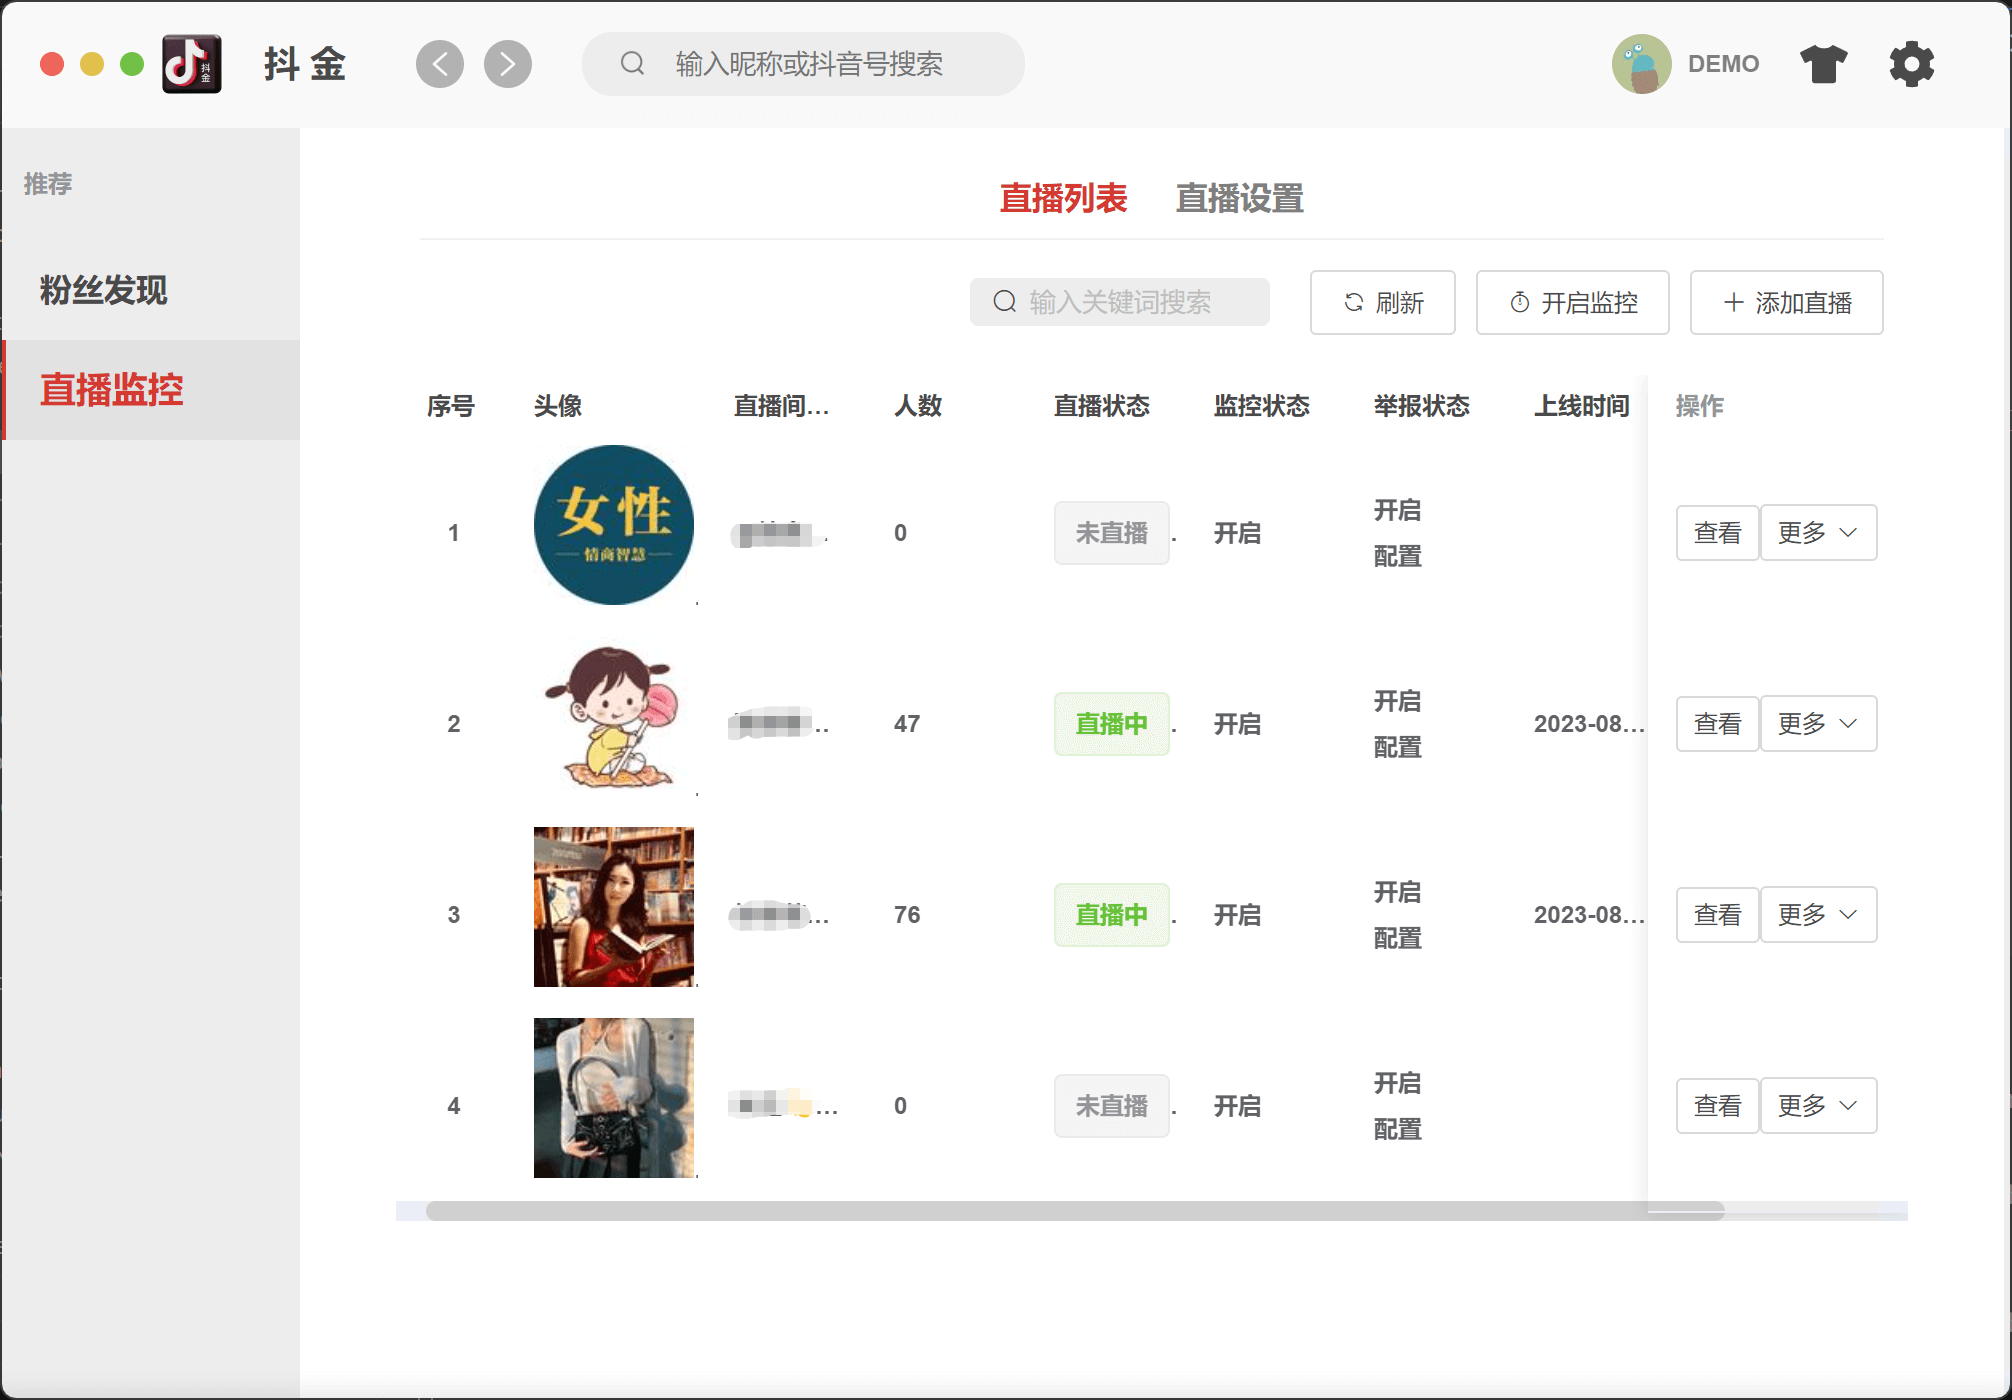 抖 金
输入昵称或抖音号搜索
DEMO
推荐
粉丝发现
直播监控
直播列表 直播设置
输入关键词搜索 刷新 开启监控 添加直播
序号 头像 直播间... 人数 直播状态 监控状态 举报状态 上线时间 操作
女性
情商智慧
1 0 未直播 开启 开启 查看 更多
配置
2 47 直播中 开启 开启 2023-08... 查看 更多
配置
3 76 直播中 开启 开启 2023-08... 查看 更多
配置
4 0 未直播 开启 开启 查看 更多
配置